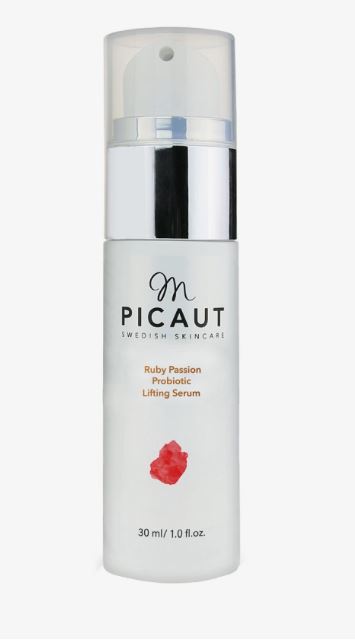 M
PICAUT
SWEDISH SKINCARE
Ruby Passion
Probiotic
Lifting Serum
30 ml/ 1.0 fl.oz.